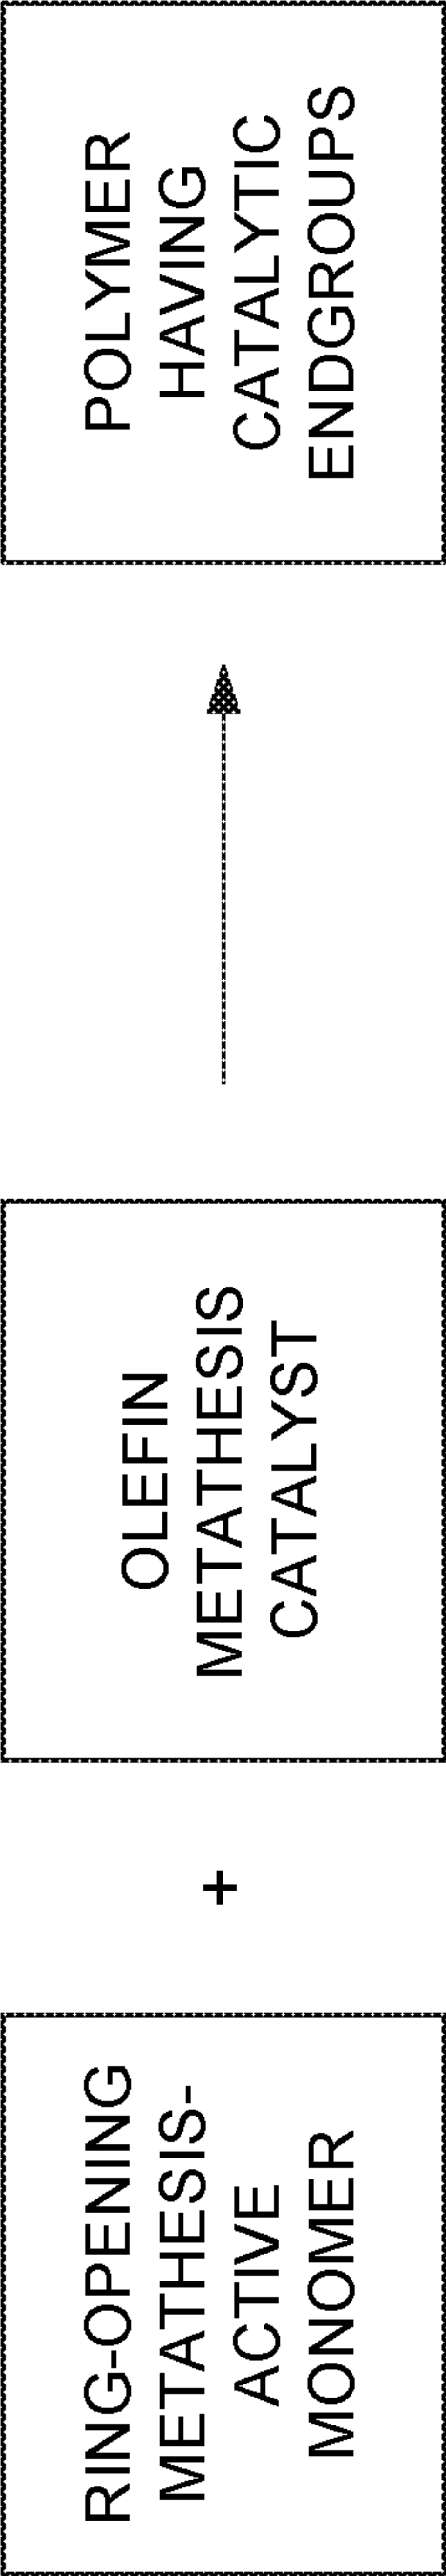 RING-OPENING
METATHESIS-
ACTIVE
MONOMER
+
OLEFIN
METATHESIS
CATALYST
POLYMER
HAVING
CATALYTIC
ENDGROUPS